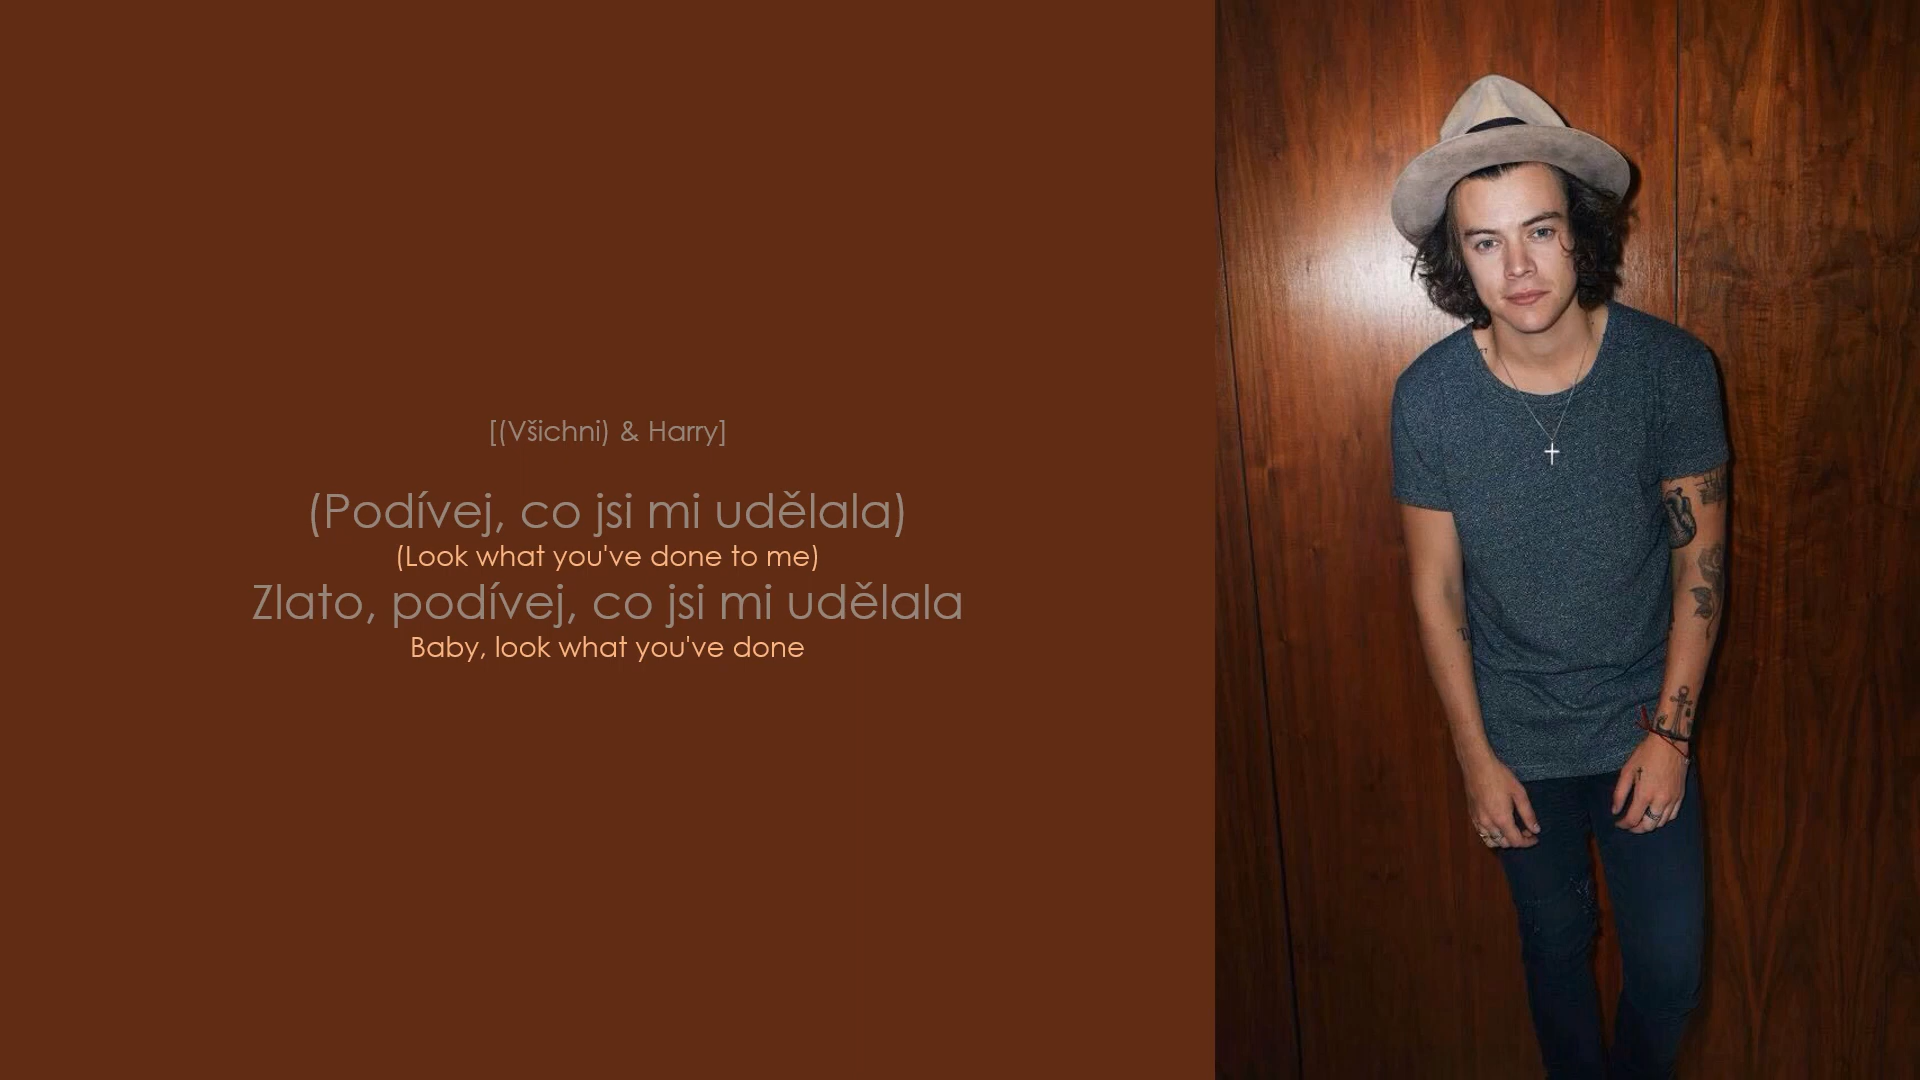 [(Všichni) & Harry]
(Podívej, co jsi mi udělala)
(Look what you've done to me)
Zlato, podívej, co jsi mi udělala
Baby, look what you've done